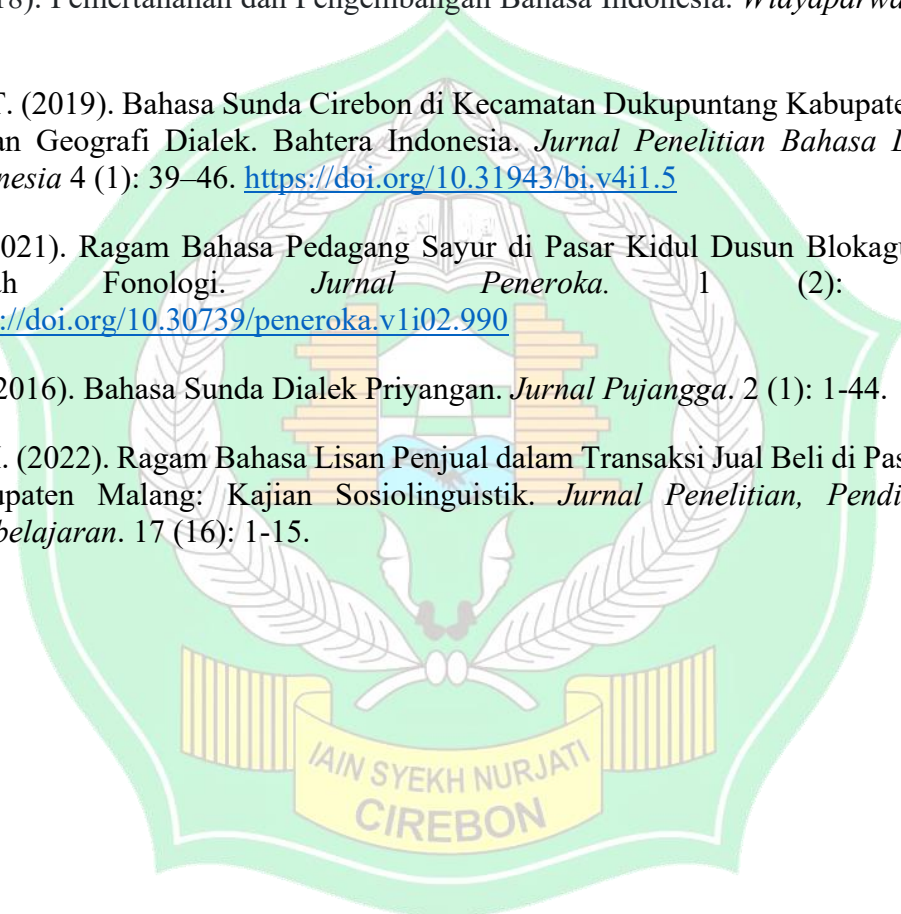 18). Pemertahanan dan Pengembangan Bahasa Indonesia. Widyaparwa
T. (2019). Bahasa Sunda Cirebon di Kecamatan Dukupuntang Kabupate
an Geografi Dialek. Bahtera Indonesia. Jurnal Penelitian Bahasa D
nesia 4 (1): 39–46. https://doi.org/10.31943/bi.v4i1.5
021). Ragam Bahasa Pedagang Sayur di Pasar Kidul Dusun Blokagu
ah Fonologi. Jurnal Peneroka. 1 (2):
://doi.org/10.30739/peneroka.v1i02.990
2016). Bahasa Sunda Dialek Priyangan. Jurnal Pujangga. 2 (1): 1-44.
. (2022). Ragam Bahasa Lisan Penjual dalam Transaksi Jual Beli di Pas
upaten Malang: Kajian Sosiolinguistik. Jurnal Penelitian, Pendi
belajaran. 17 (16): 1-15.
IAIN SYEKH NURJATI
CIREBON